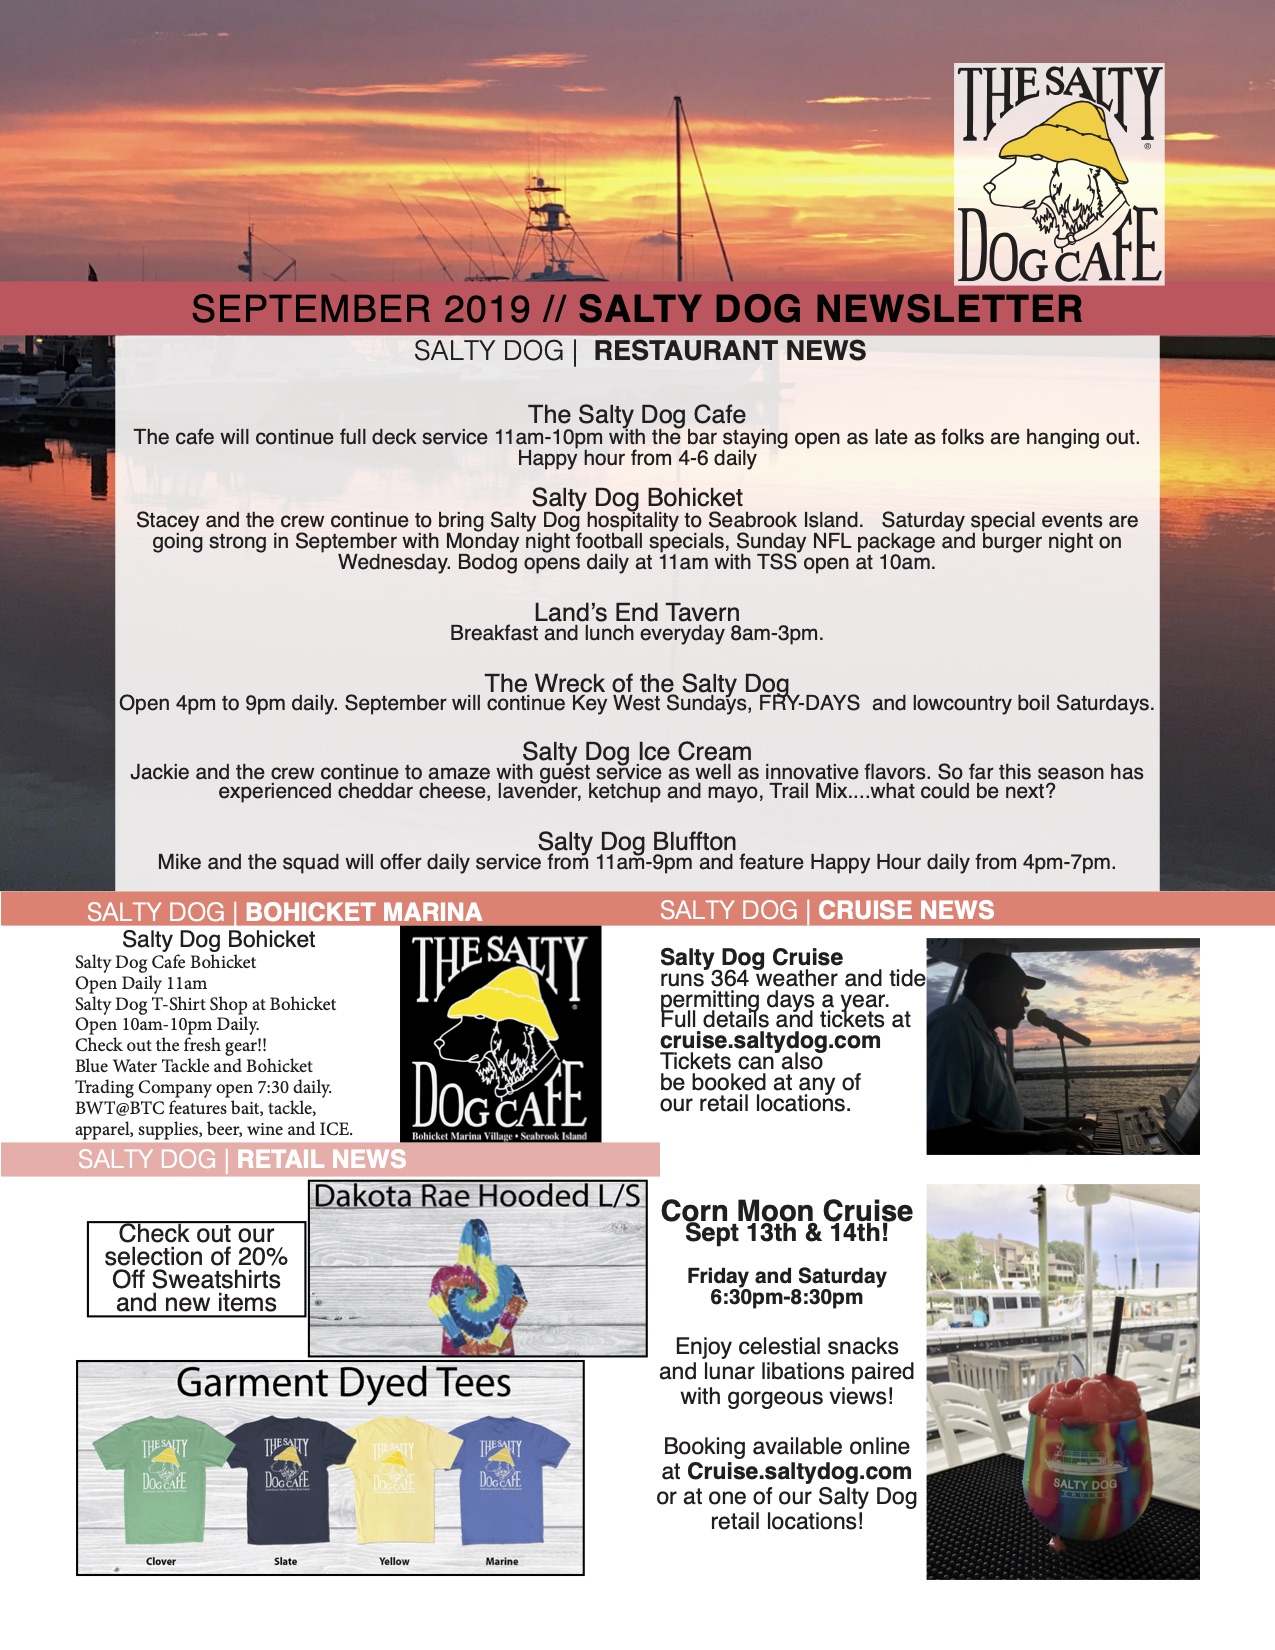 THE SALTY
DOG CAFE
®
SEPTEMBER 2019 // SALTY DOG NEWSLETTER
SALTY DOG | RESTAURANT NEWS
The Salty Dog Cafe
The cafe will continue full deck service 11am-10pm with the bar staying open as late as folks are hanging out.
Happy hour from 4-6 daily
Salty Dog Bohicket
Stacey and the crew continue to bring Salty Dog hospitality to Seabrook Island. Saturday special events are
going strong in September with Monday night football specials, Sunday NFL package and burger night on
Wednesday. Bodog opens daily at 11am with TSS open at 10am.
Land's End Tavern
Breakfast and lunch everyday 8am-3pm.
The Wreck of the Salty Dog
Open 4pm to 9pm daily. September will continue Key West Sundays, FRY-DAYS and lowcountry boil Saturdays.
Salty Dog Ice Cream
Jackie and the crew continue to amaze with guest service as well as innovative flavors. So far this season has
experienced cheddar cheese, lavender, ketchup and mayo, Trail Mix....what could be next?
Salty Dog Bluffton
Mike and the squad will offer daily service from 11am-9pm and feature Happy Hour daily from 4pm-7pm.
SALTY DOG | BOHICKET MARINA
Salty Dog Bohicket
Salty Dog Cafe Bohicket
Open Daily 11am
Salty Dog T-Shirt Shop at Bohicket
Open 10am-10pm Daily.
Check out the fresh gear!!
Blue Water Tackle and Bohicket
Trading Company open 7:30 daily.
BWT@BTC features bait, tackle,
apparel, supplies, beer, wine and ICE.
THE SALTY
DOG CAFE
Bohicket Marina Village • Seabrook Island
SALTY DOG | RETAIL NEWS
Check out our
selection of 20%
Off Sweatshirts
and new items
Dakota Rae Hooded L/S
Garment Dyed Tees
THE SALTY
DOG CAFE
THE SALTY
DOG CAFE
THE SALTY
DOG CAFE
THE SALTY
DOG CAFE
Clover
Slate
Yellow
Marine
SALTY DOG | CRUISE NEWS
Salty Dog Cruise
runs 364 weather and tide
permitting days a year.
Full details and tickets at
cruise.saltydog.com
Tickets can also
be booked at any of
our retail locations.
Corn Moon Cruise
Sept 13th & 14th!
Friday and Saturday
6:30pm-8:30pm
Enjoy celestial snacks
and lunar libations paired
with gorgeous views!
Booking available online
at Cruise.saltydog.com
or at one of our Salty Dog
retail locations!
SALTY DOG
CRUISE